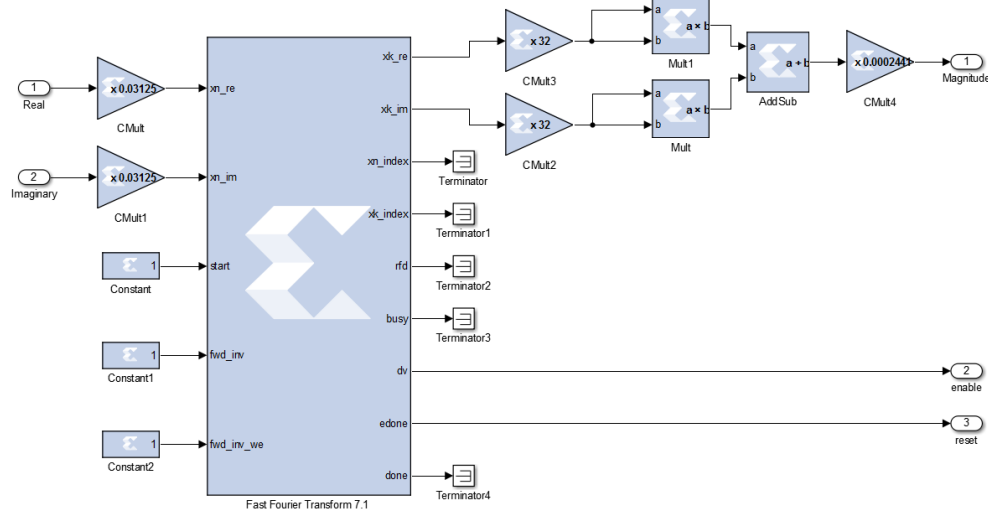 1
Real
x 0.03125
CMult
2
Imaginary
x 0.03125
CMult1
1
Constant
1
Constant1
1
Constant2
xn_re
xn_im
start
fwd_inv
fwd_inv_we
xk_re
xk_im
xn_index
xk_index
rfd
busy
dv
edone
done
Fast Fourier Transform 7.1
x 32
CMult3
x 32
CMult2
a
b
a × b
Mult1
a
b
a × b
Mult
a
b
a + b
AddSub
x 0.0002441
CMult4
1
Magnitude
Terminator
Terminator1
Terminator2
Terminator3
2
enable
3
reset
Terminator4